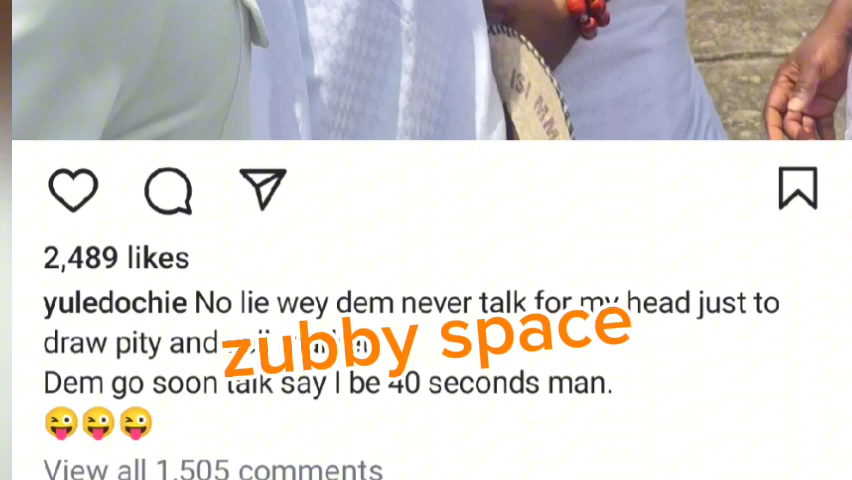 ISI MM
2,489 likes
yuledochie No lie wey dem never talk for my head just to
draw pity and
zubby space
Dem go soon talk say I be 40 seconds man.
😜😜😜
View all 1,505 comments